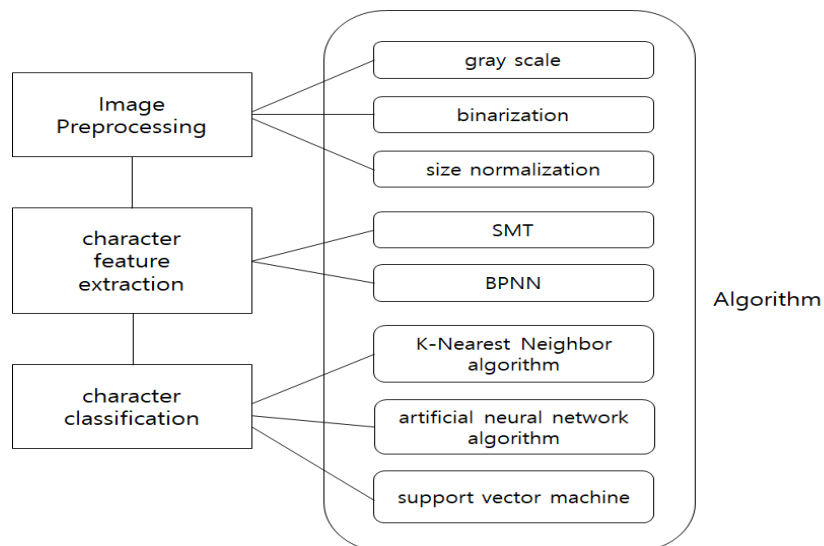 Image
Preprocessing
gray scale
binarization
size normalization
character
feature
extraction
SMT
BPNN
Algorithm
character
classification
K-Nearest Neighbor
algorithm
artificial neural network
algorithm
support vector machine